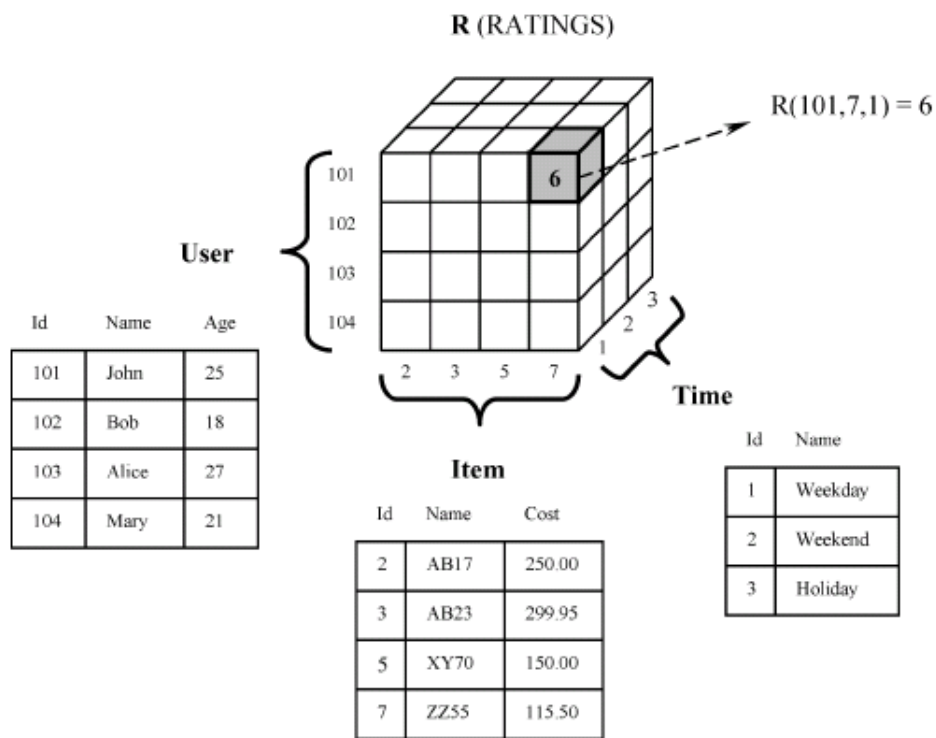 R (RATINGS)
R(101,7,1) = 6
6
101
102
103
104
User
2 3 5 7
Item
1
2
3
Time
Id Name Age
101 John 25
102 Bob 18
103 Alice 27
104 Mary 21
Id Name Cost
2 AB17 250.00
3 AB23 299.95
5 XY70 150.00
7 ZZ55 115.50
Id Name
1 Weekday
2 Weekend
3 Holiday